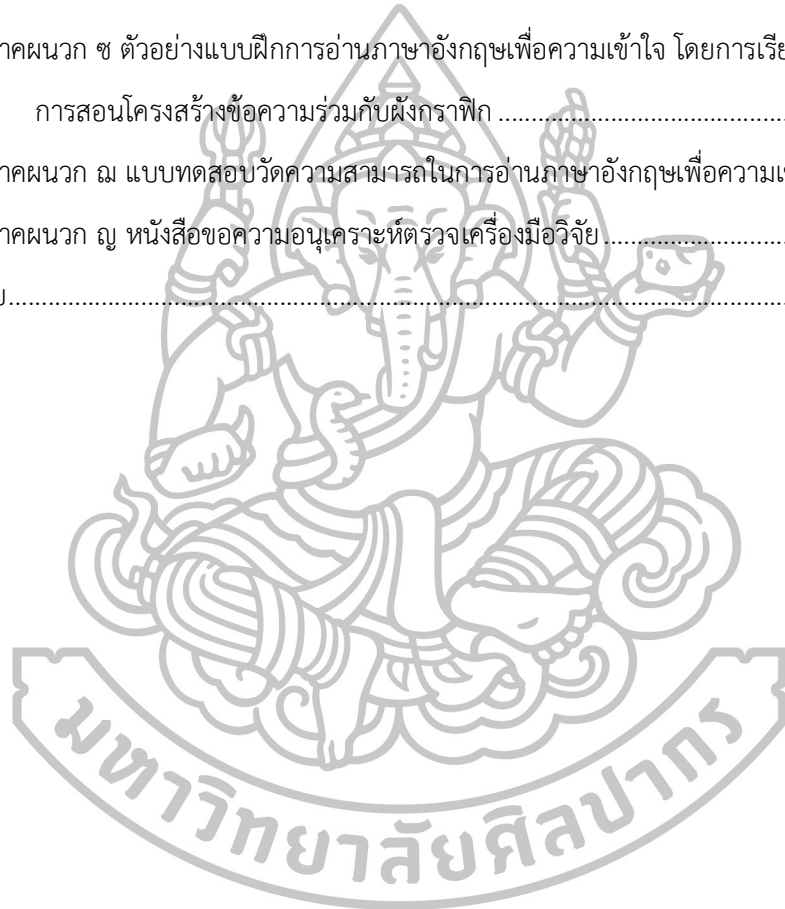 าคผนวก ซ ตัวอย่างแบบฝึกการอ่านภาษาอังกฤษเพื่อความเข้าใจ โดยการเรีย
การสอนโครงสร้างข้อความร่วมกับผังกราฟิก ........................................
าคผนวก ฌ แบบทดสอบวัดความสามารถในการอ่านภาษาอังกฤษเพื่อความเข
าคผนวก ญ หนังสือขอความอนุเคราะห์ตรวจเครื่องมือวิจัย .........................
ย.....................................................................................................
มหาวิทยาลัยศิลปากร